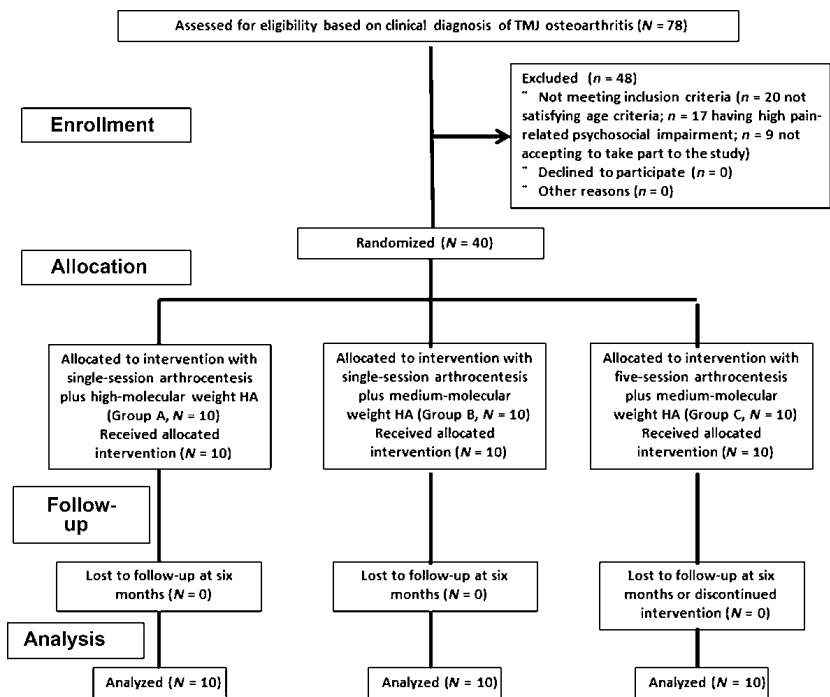 Assessed for eligibility based on clinical diagnosis of TMJ osteoarthritis (N = 78)
Enrollment
Excluded (n = 48)
¨ Not meeting inclusion criteria (n = 20 not
satisfying age criteria; n = 17 having high pain-
related psychosocial impairment; n = 9 not
accepting to take part to the study)
¨ Declined to participate (n = 0)
¨ Other reasons (n = 0)
Randomized (N = 40)
Allocation
Allocated to intervention with
single-session arthrocentesis
plus high-molecular weight HA
(Group A, N = 10)
Received allocated
intervention (N = 10)
Allocated to intervention with
single-session arthrocentesis
plus medium-molecular
weight HA (Group B, N = 10)
Received allocated
intervention (N = 10)
Allocated to intervention with
five-session arthrocentesis
plus medium-molecular
weight HA (Group C, N = 10)
Received allocated
intervention (N = 10)
Follow-
up
Lost to follow-up at six
months (N = 0)
Lost to follow-up at six
months (N = 0)
Lost to follow-up at six
months or discontinued
intervention (N = 0)
Analysis
Analyzed (N = 10)
Analyzed (N = 10)
Analyzed (N = 10)